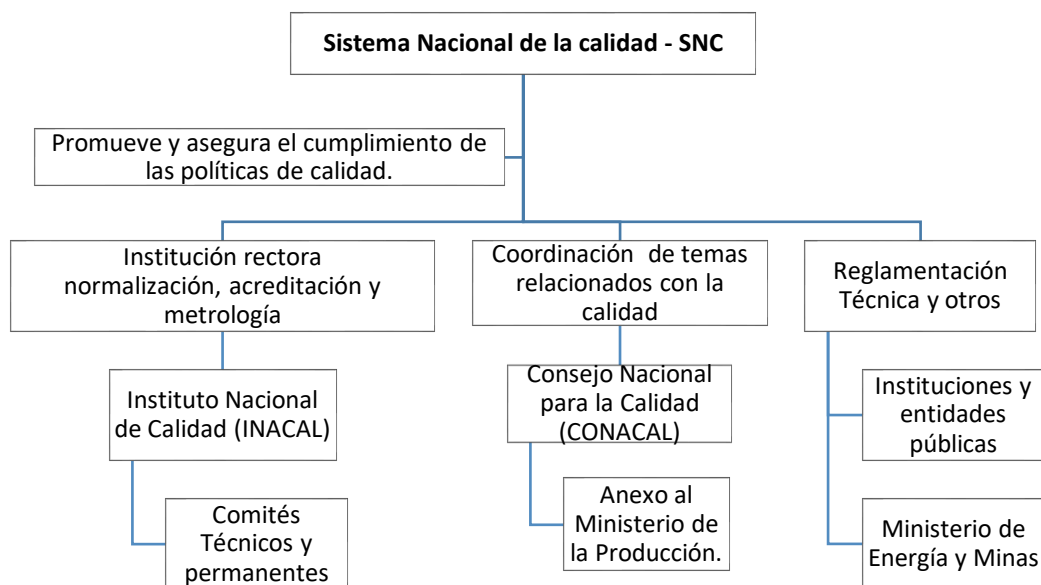 Sistema Nacional de la calidad - SNC
Promueve y asegura el cumplimiento de
las políticas de calidad.
Institución rectora
normalización, acreditación y
metrología
Coordinación de temas
relacionados con la
calidad
Reglamentación
Técnica y otros
Instituto Nacional
de Calidad (INACAL)
Consejo Nacional
para la Calidad
(CONACAL)
Instituciones y
entidades
públicas
Comités
Técnicos y
permanentes
Anexo al
Ministerio de
la Producción.
Ministerio de
Energía y Minas